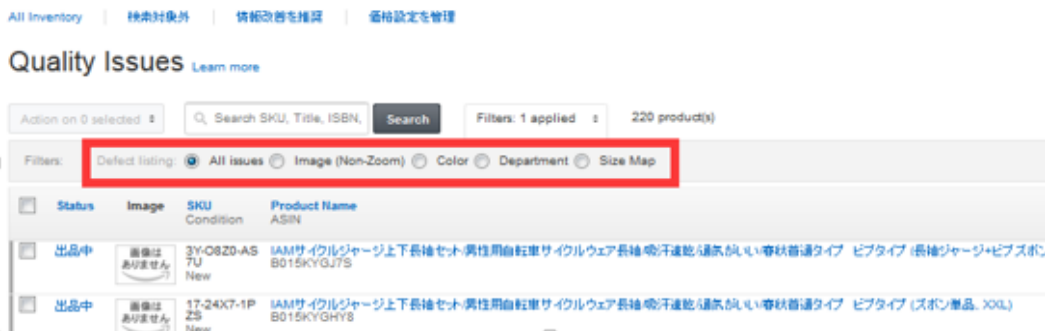 All Inventory | 検索対象外 | 情報改善を推奨 | 価格設定を管理
Quality Issues Learn more
Action on 0 selected Search SKU, Title, ISBN, Search Filters: 1 applied 220 product(s)
Filters: Defect listing: All issues Image (Non-Zoom) Color Department Size Map
Status Image SKU Product Name
Condition ASIN
出品中 画像は ありません 3Y-O8Z0-AS IAMサイクルジャージ上下長袖セット/男性用自転車サイクルウェア長袖/吸汗速乾/通気がいい/春秋普通タイプ ビブタイプ (長袖ジャージ+ビブズボン
7U B015KYGJ7S
New
出品中 画像は ありません 17-24X7-1P IAMサイクルジャージ上下長袖セット/男性用自転車サイクルウェア長袖/吸汗速乾/通気がいい/春秋普通タイプ ビブタイプ (ズボン単品, XXL)
ZS B015KYGHY8
New